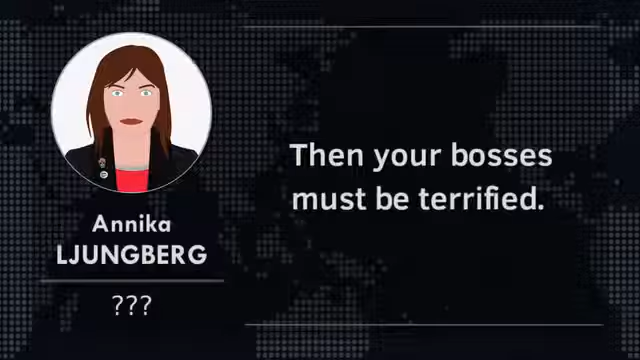 Annika
LJUNGBERG
???
Then your bosses
must be terrified.